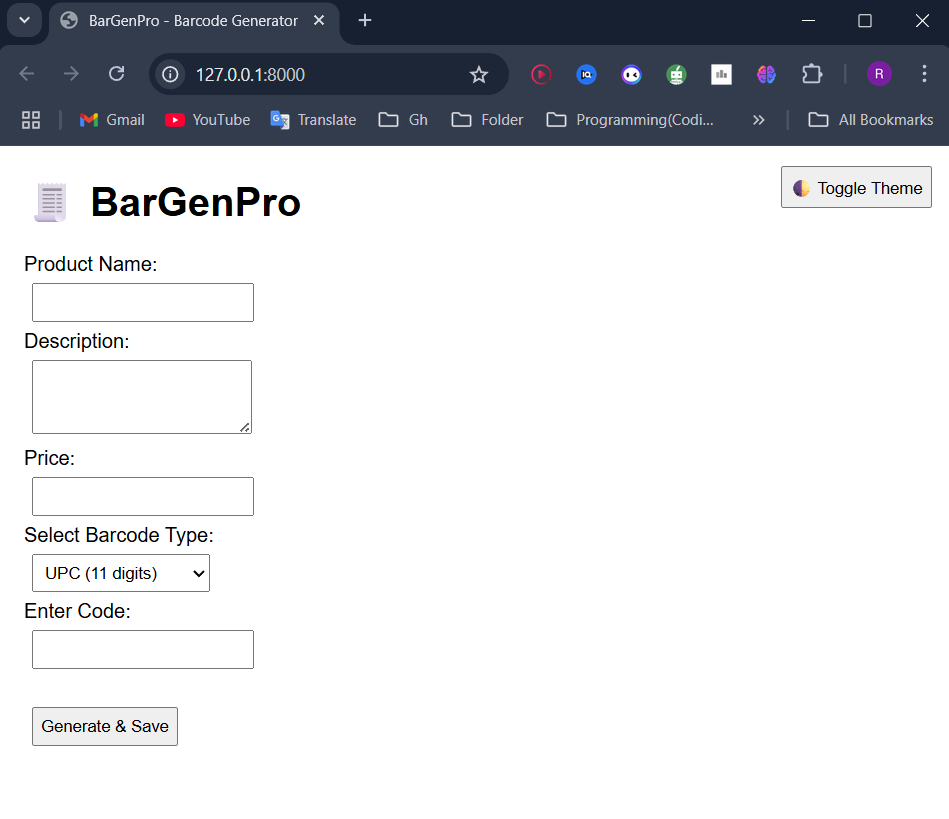 BarGenPro - Barcode Generator
127.0.0.1:8000
IQ
R
Gmail
YouTube
Translate
Gh
Folder
Programming(Codi...
All Bookmarks
BarGenPro
Toggle Theme
Product Name:
Description:
Price:
Select Barcode Type:
UPC (11 digits)
Enter Code:
Generate & Save